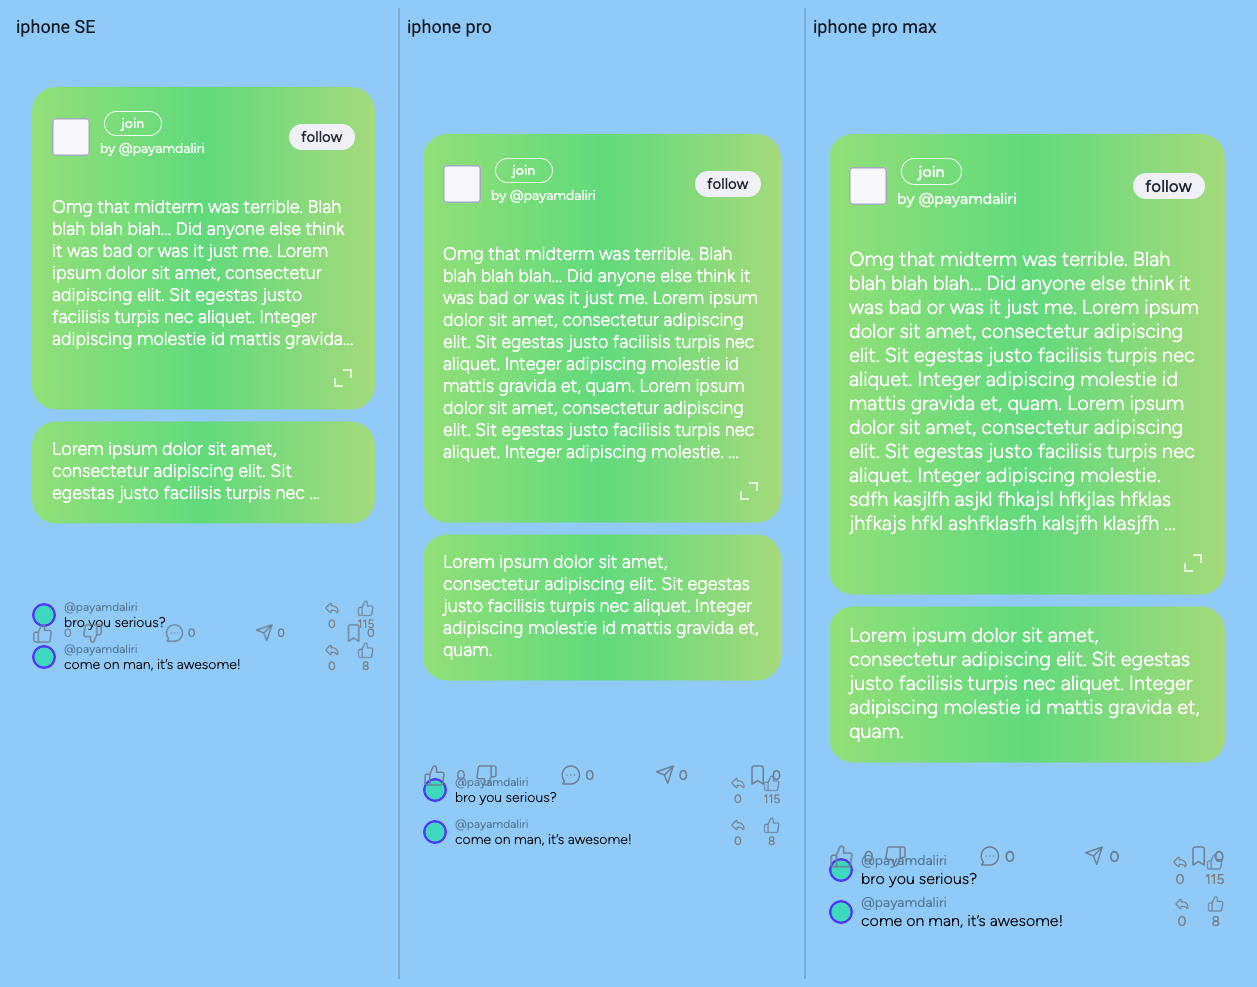 iphone SE
join
by @payamdaliri
follow
Omg that midterm was terrible. Blah
blah blah blah... Did anyone else think
it was bad or was it just me. Lorem
ipsum dolor sit amet, consectetur
adipiscing elit. Sit egestas justo
facilisis turpis nec aliquet. Integer
adipiscing molestie id mattis gravida...
Lorem ipsum dolor sit amet,
consectetur adipiscing elit. Sit
egestas justo facilisis turpis nec ...
@payamdaliri
bro you serious?
0
115
0
0
0
0
@payamdaliri
come on man, it's awesome!
0
8
iphone pro
join
by @payamdaliri
follow
Omg that midterm was terrible. Blah
blah blah blah... Did anyone else think it
was bad or was it just me. Lorem ipsum
dolor sit amet, consectetur adipiscing
elit. Sit egestas justo facilisis turpis nec
aliquet. Integer adipiscing molestie id
mattis gravida et, quam. Lorem ipsum
dolor sit amet, consectetur adipiscing
elit. Sit egestas justo facilisis turpis nec
aliquet. Integer adipiscing molestie. ...
Lorem ipsum dolor sit amet,
consectetur adipiscing elit. Sit egestas
justo facilisis turpis nec aliquet. Integer
adipiscing molestie id mattis gravida et,
quam.
0
0
0
0
@payamdaliri
bro you serious?
0
115
@payamdaliri
come on man, it's awesome!
0
8
iphone pro max
join
by @payamdaliri
follow
Omg that midterm was terrible. Blah
blah blah blah... Did anyone else think it
was bad or was it just me. Lorem ipsum
dolor sit amet, consectetur adipiscing
elit. Sit egestas justo facilisis turpis nec
aliquet. Integer adipiscing molestie id
mattis gravida et, quam. Lorem ipsum
dolor sit amet, consectetur adipiscing
elit. Sit egestas justo facilisis turpis nec
aliquet. Integer adipiscing molestie.
sdfh kasjlfh asjkl fhkajsl hfkjlas hfklas
jhfkajs hfkl ashfklasfh kalsjfh klasjfh ...
Lorem ipsum dolor sit amet,
consectetur adipiscing elit. Sit egestas
justo facilisis turpis nec aliquet. Integer
adipiscing molestie id mattis gravida et,
quam.
0
0
0
0
@payamdaliri
bro you serious?
0
115
@payamdaliri
come on man, it's awesome!
0
8